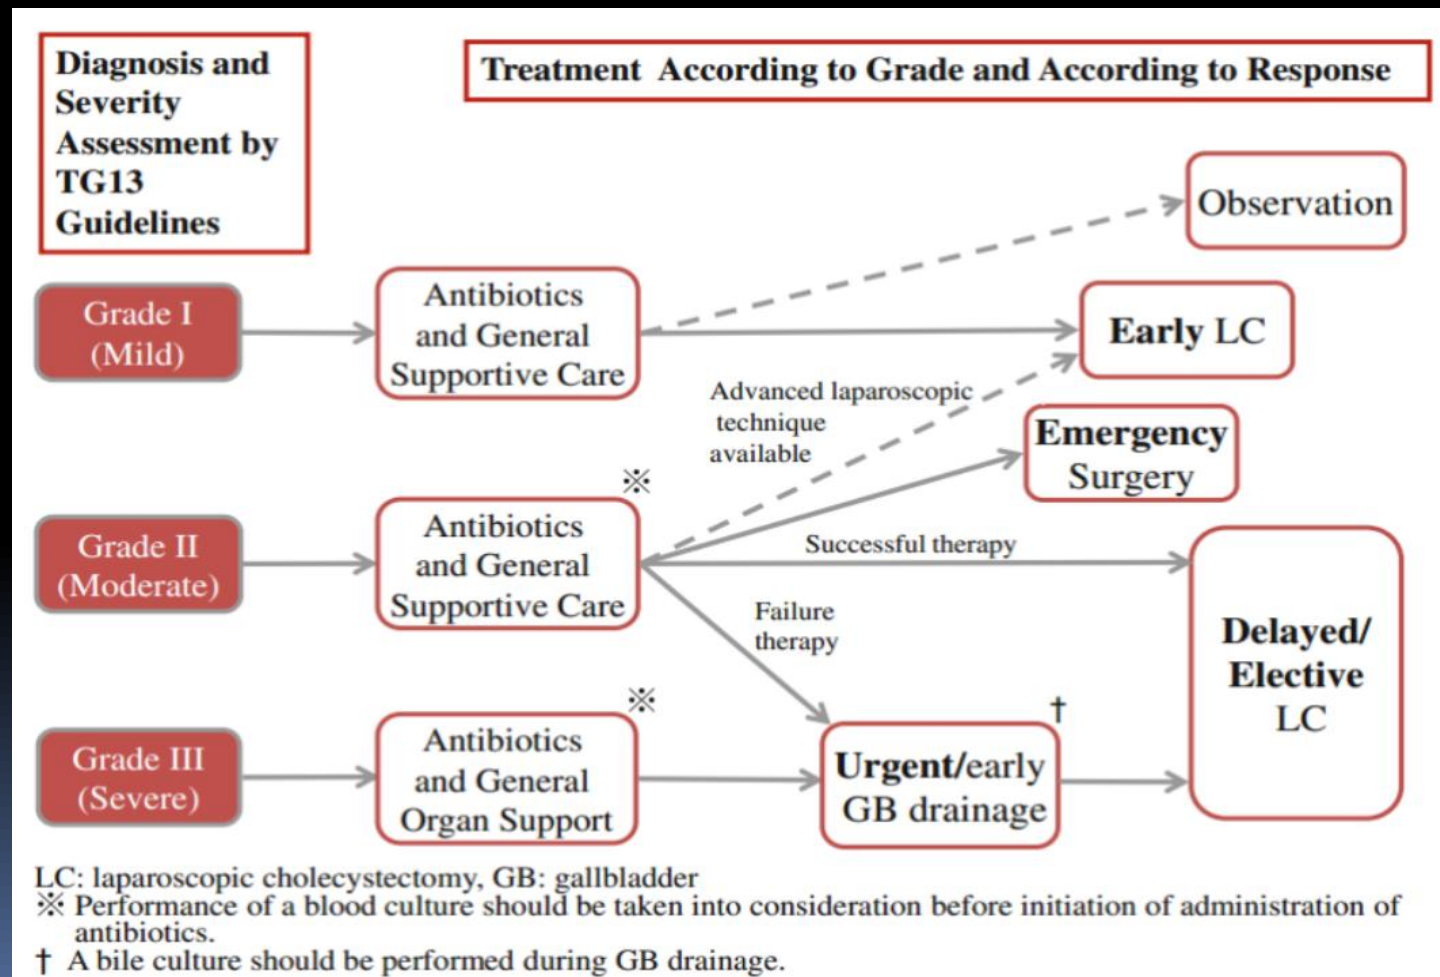 Diagnosis and
Severity
Assessment by
TG13
Guidelines
Treatment According to Grade and According to Response
Observation
Grade I
(Mild)
Antibiotics
and General
Supportive Care
Early LC
Advanced laparoscopic
technique
available
Emergency
Surgery
Grade II
(Moderate)
※
Antibiotics
and General
Supportive Care
Successful therapy
Failure
therapy
Delayed/
Elective
LC
Grade III
(Severe)
※
Antibiotics
and General
Organ Support
†
Urgent/early
GB drainage
LC: laparoscopic cholecystectomy, GB: gallbladder
※ Performance of a blood culture should be taken into consideration before initiation of administration of
antibiotics.
† A bile culture should be performed during GB drainage.